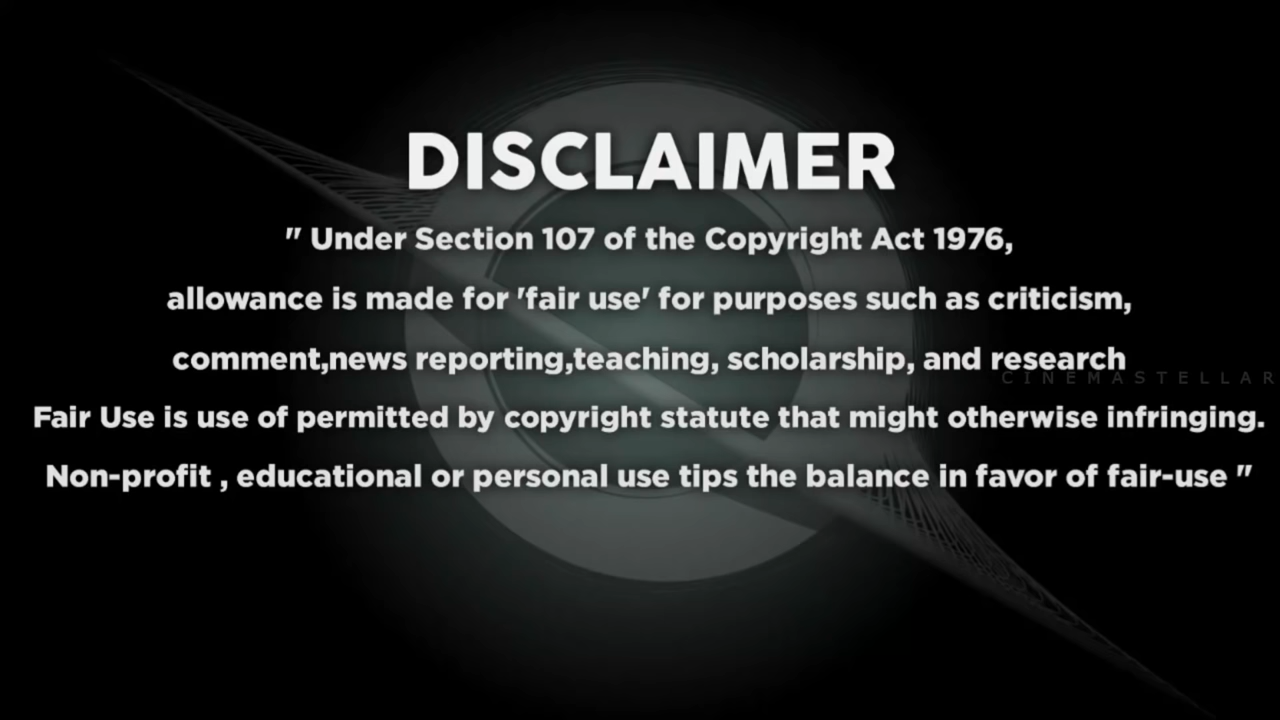 DISCLAIMER
" Under Section 107 of the Copyright Act 1976,
allowance is made for 'fair use' for purposes such as criticism,
comment,news reporting,teaching, scholarship, and research
CINEMASTELLAR
Fair Use is use of permitted by copyright statute that might otherwise infringing.
Non-profit , educational or personal use tips the balance in favor of fair-use "